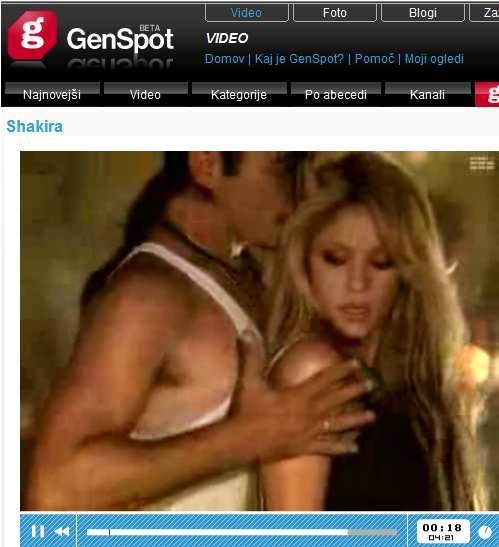 Video Foto Blogi Za
g GenSpot BETA
VIDEO
Domov | Kaj je GenSpot? | Pomoč | Moji ogledi
Najnovejši Video Kategorije Po abecedi Kanali g
Shakira
00:18
04:21